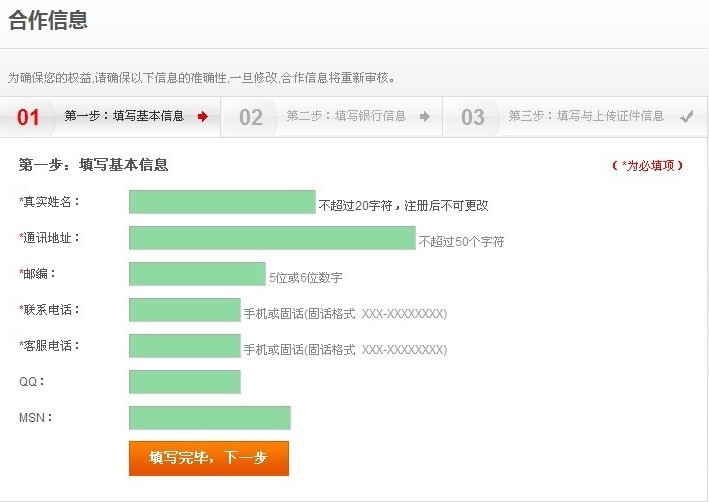 合作信息
为确保您的权益,请确保以下信息的准确性,一旦修改,合作信息将重新审核。
01 第一步：填写基本信息 02 第二步：填写银行信息 03 第三步：填写与上传证件信息
第一步：填写基本信息 （ *为必填项 ）
*真实姓名： 不超过20字符，注册后不可更改
*通讯地址： 不超过50个字符
*邮编： 5位或6位数字
*联系电话： 手机或固话(固话格式 XXX-XXXXXXXX)
*客服电话： 手机或固话(固话格式 XXX-XXXXXXXX)
QQ：
MSN：
填写完毕，下一步